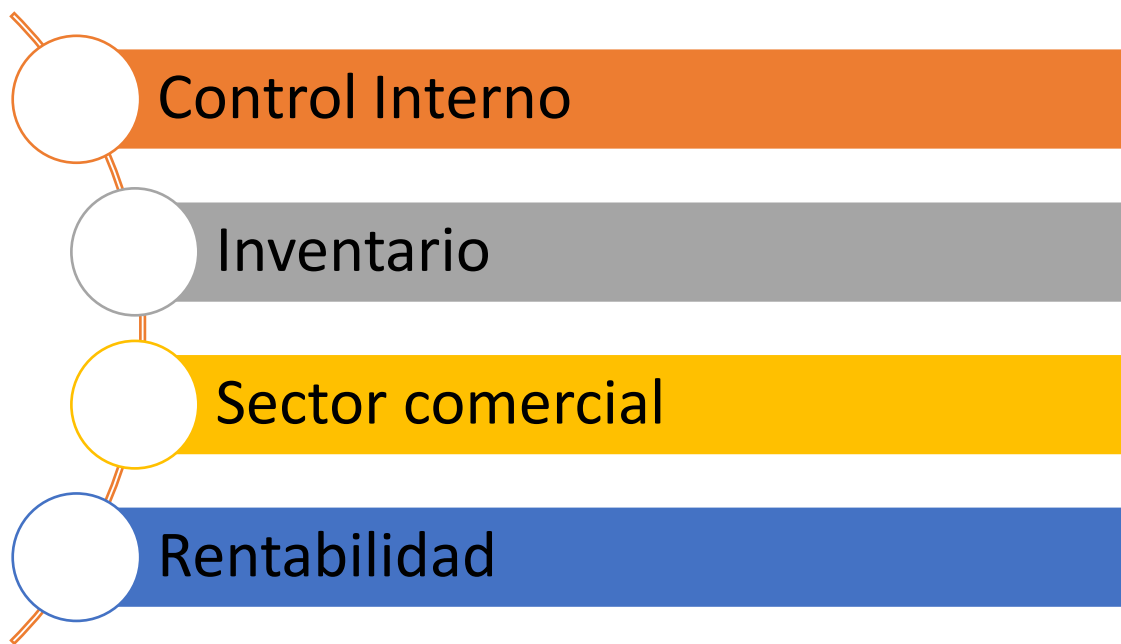 Control Interno
Inventario
Sector comercial
Rentabilidad